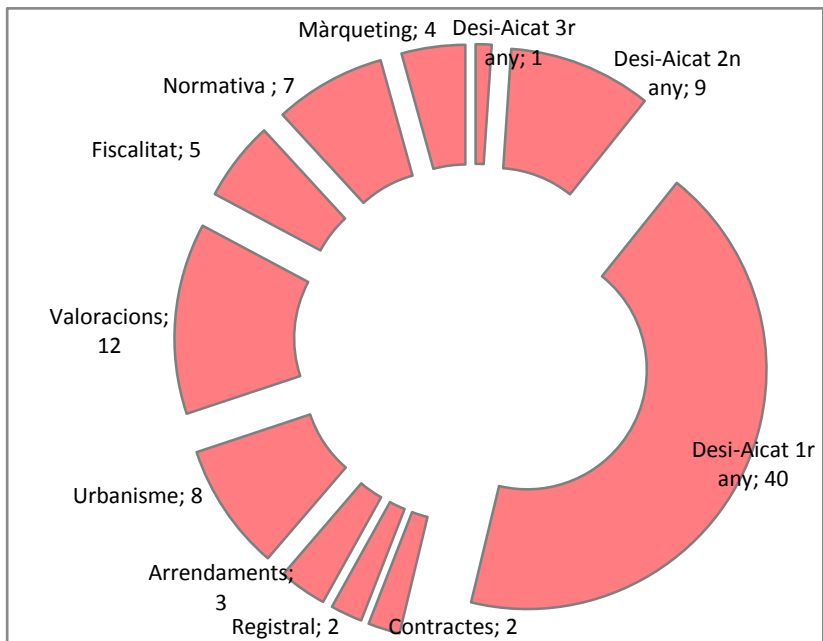 Màrqueting; 4
Desi-Aicat 3r
any; 1
Desi-Aicat 2n
any; 9
Normativa ; 7
Fiscalitat; 5
Valoracions;
12
Desi-Aicat 1r
any; 40
Urbanisme; 8
Arrendaments;
3
Registral; 2
Contractes; 2